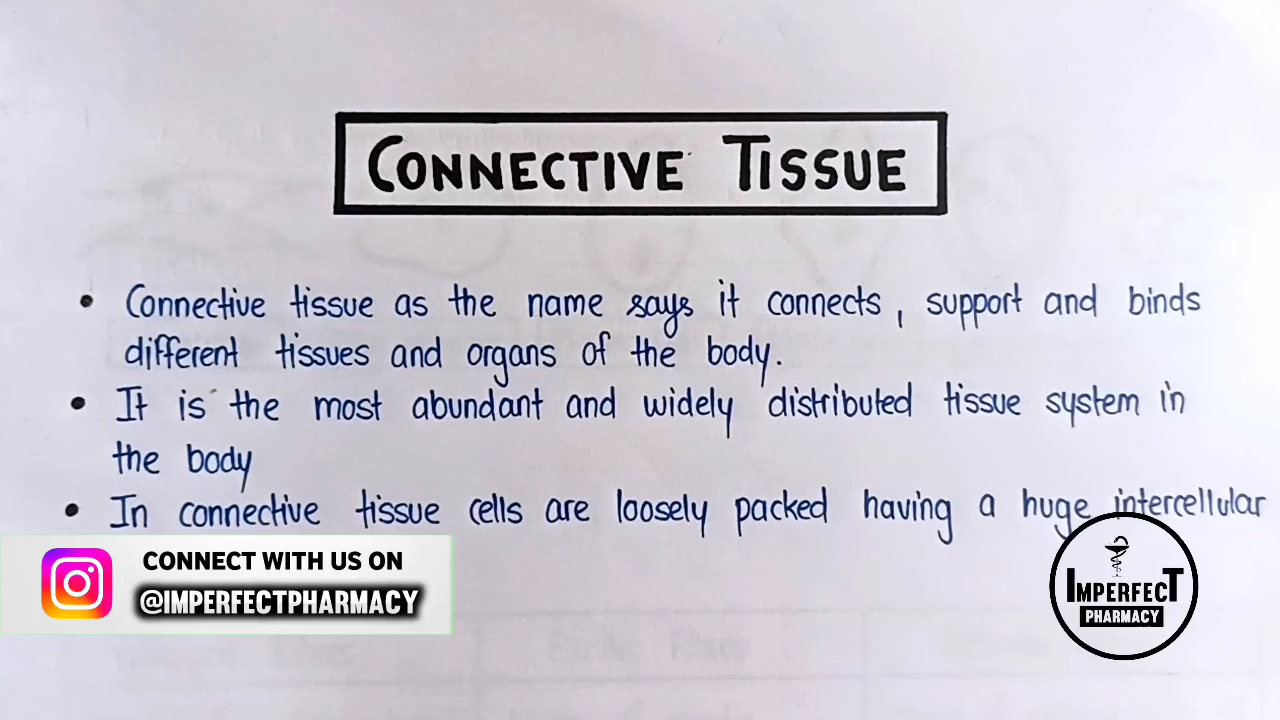 CONNECTIVE TISSUE
• Connective tissue as the name says it connects, support and binds
different tissues and organs of the body.
• It is the most abundant and widely distributed tissue system in
the body
• In connective tissue cells are loosely packed having a huge intercellular
CONNECT WITH US ON
@IMPERFECTPHARMACY
IMPERFECT
PHARMACY